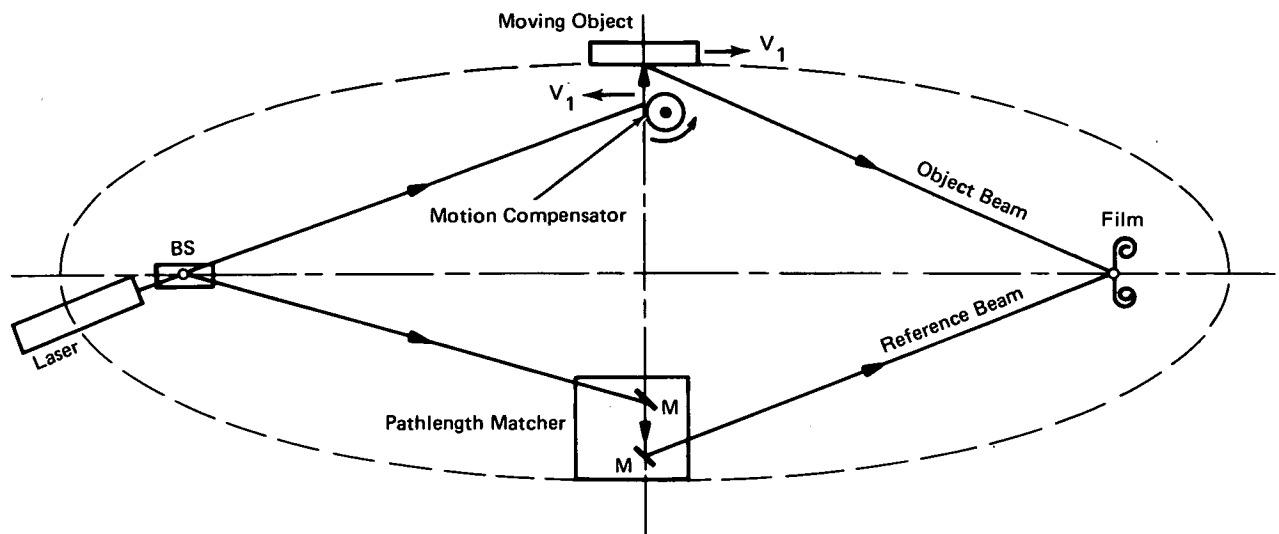 Moving Object
V1
V1
Object Beam
Motion Compensator
Film
BS
Laser
Reference Beam
M
Pathlength Matcher
M